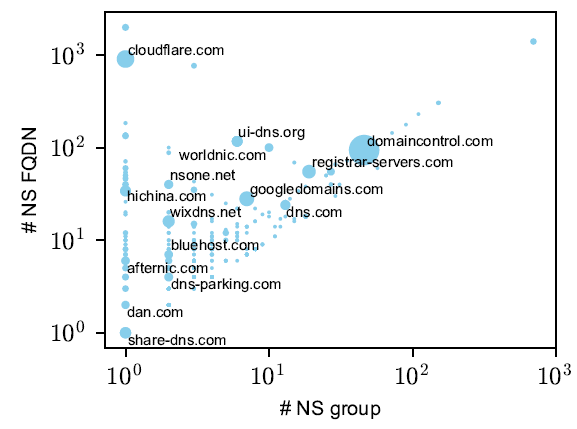 10^3
10^2
10^1
10^0
# NS FQDN
cloudflare.com
ui-dns.org
domaincontrol.com
worldnic.com
registrar-servers.com
nsone.net
googledomains.com
hichina.com
wixdns.net
dns.com
bluehost.com
afternic.com
dns-parking.com
dan.com
share-dns.com
10^0
10^1
10^2
10^3
# NS group